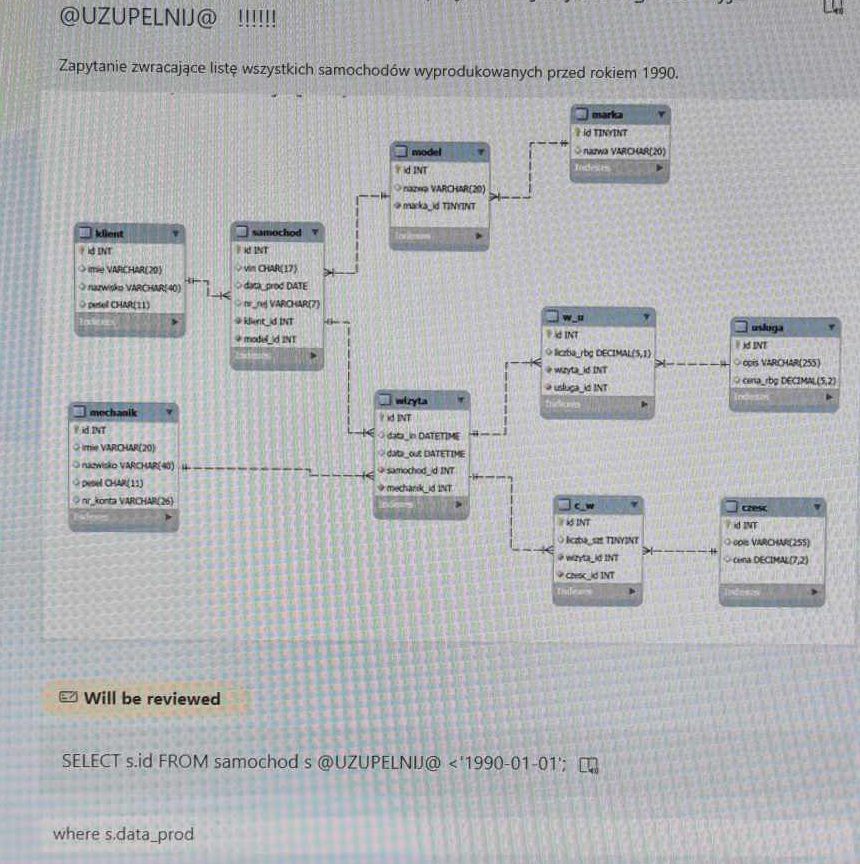 @UZUPELNIJ@ !!!!!!
Zapytanie zwracające listę wszystkich samochodów wyprodukowanych przed rokiem 1990.
marka
id TINYINT
nazwa VARCHAR(20)
Indexes
model
id INT
nazwa VARCHAR(20)
marka_id TINYINT
Indexes
klient
id INT
imie VARCHAR(20)
nazwisko VARCHAR(40)
pesel CHAR(11)
Indexes
samochod
id INT
vin CHAR(17)
data_prod DATE
nr_rej VARCHAR(7)
klient_id INT
model_id INT
Indexes
w_u
id INT
liczba_rbg DECIMAL(5,1)
wizyta_id INT
usluga_id INT
Indexes
usluga
id INT
opis VARCHAR(255)
cena_rbg DECIMAL(5,2)
Indexes
mechanik
id INT
imie VARCHAR(20)
nazwisko VARCHAR(40)
pesel CHAR(11)
nr_konta VARCHAR(26)
Indexes
wizyta
id INT
data_in DATETIME
data_out DATETIME
samochod_id INT
mechanik_id INT
Indexes
c_w
id INT
liczba_szt TINYINT
wizyta_id INT
czesc_id INT
Indexes
czesc
id INT
opis VARCHAR(255)
cena DECIMAL(7,2)
Indexes
Will be reviewed
SELECT s.id FROM samochod s @UZUPELNIJ@ <'1990-01-01';
where s.data_prod